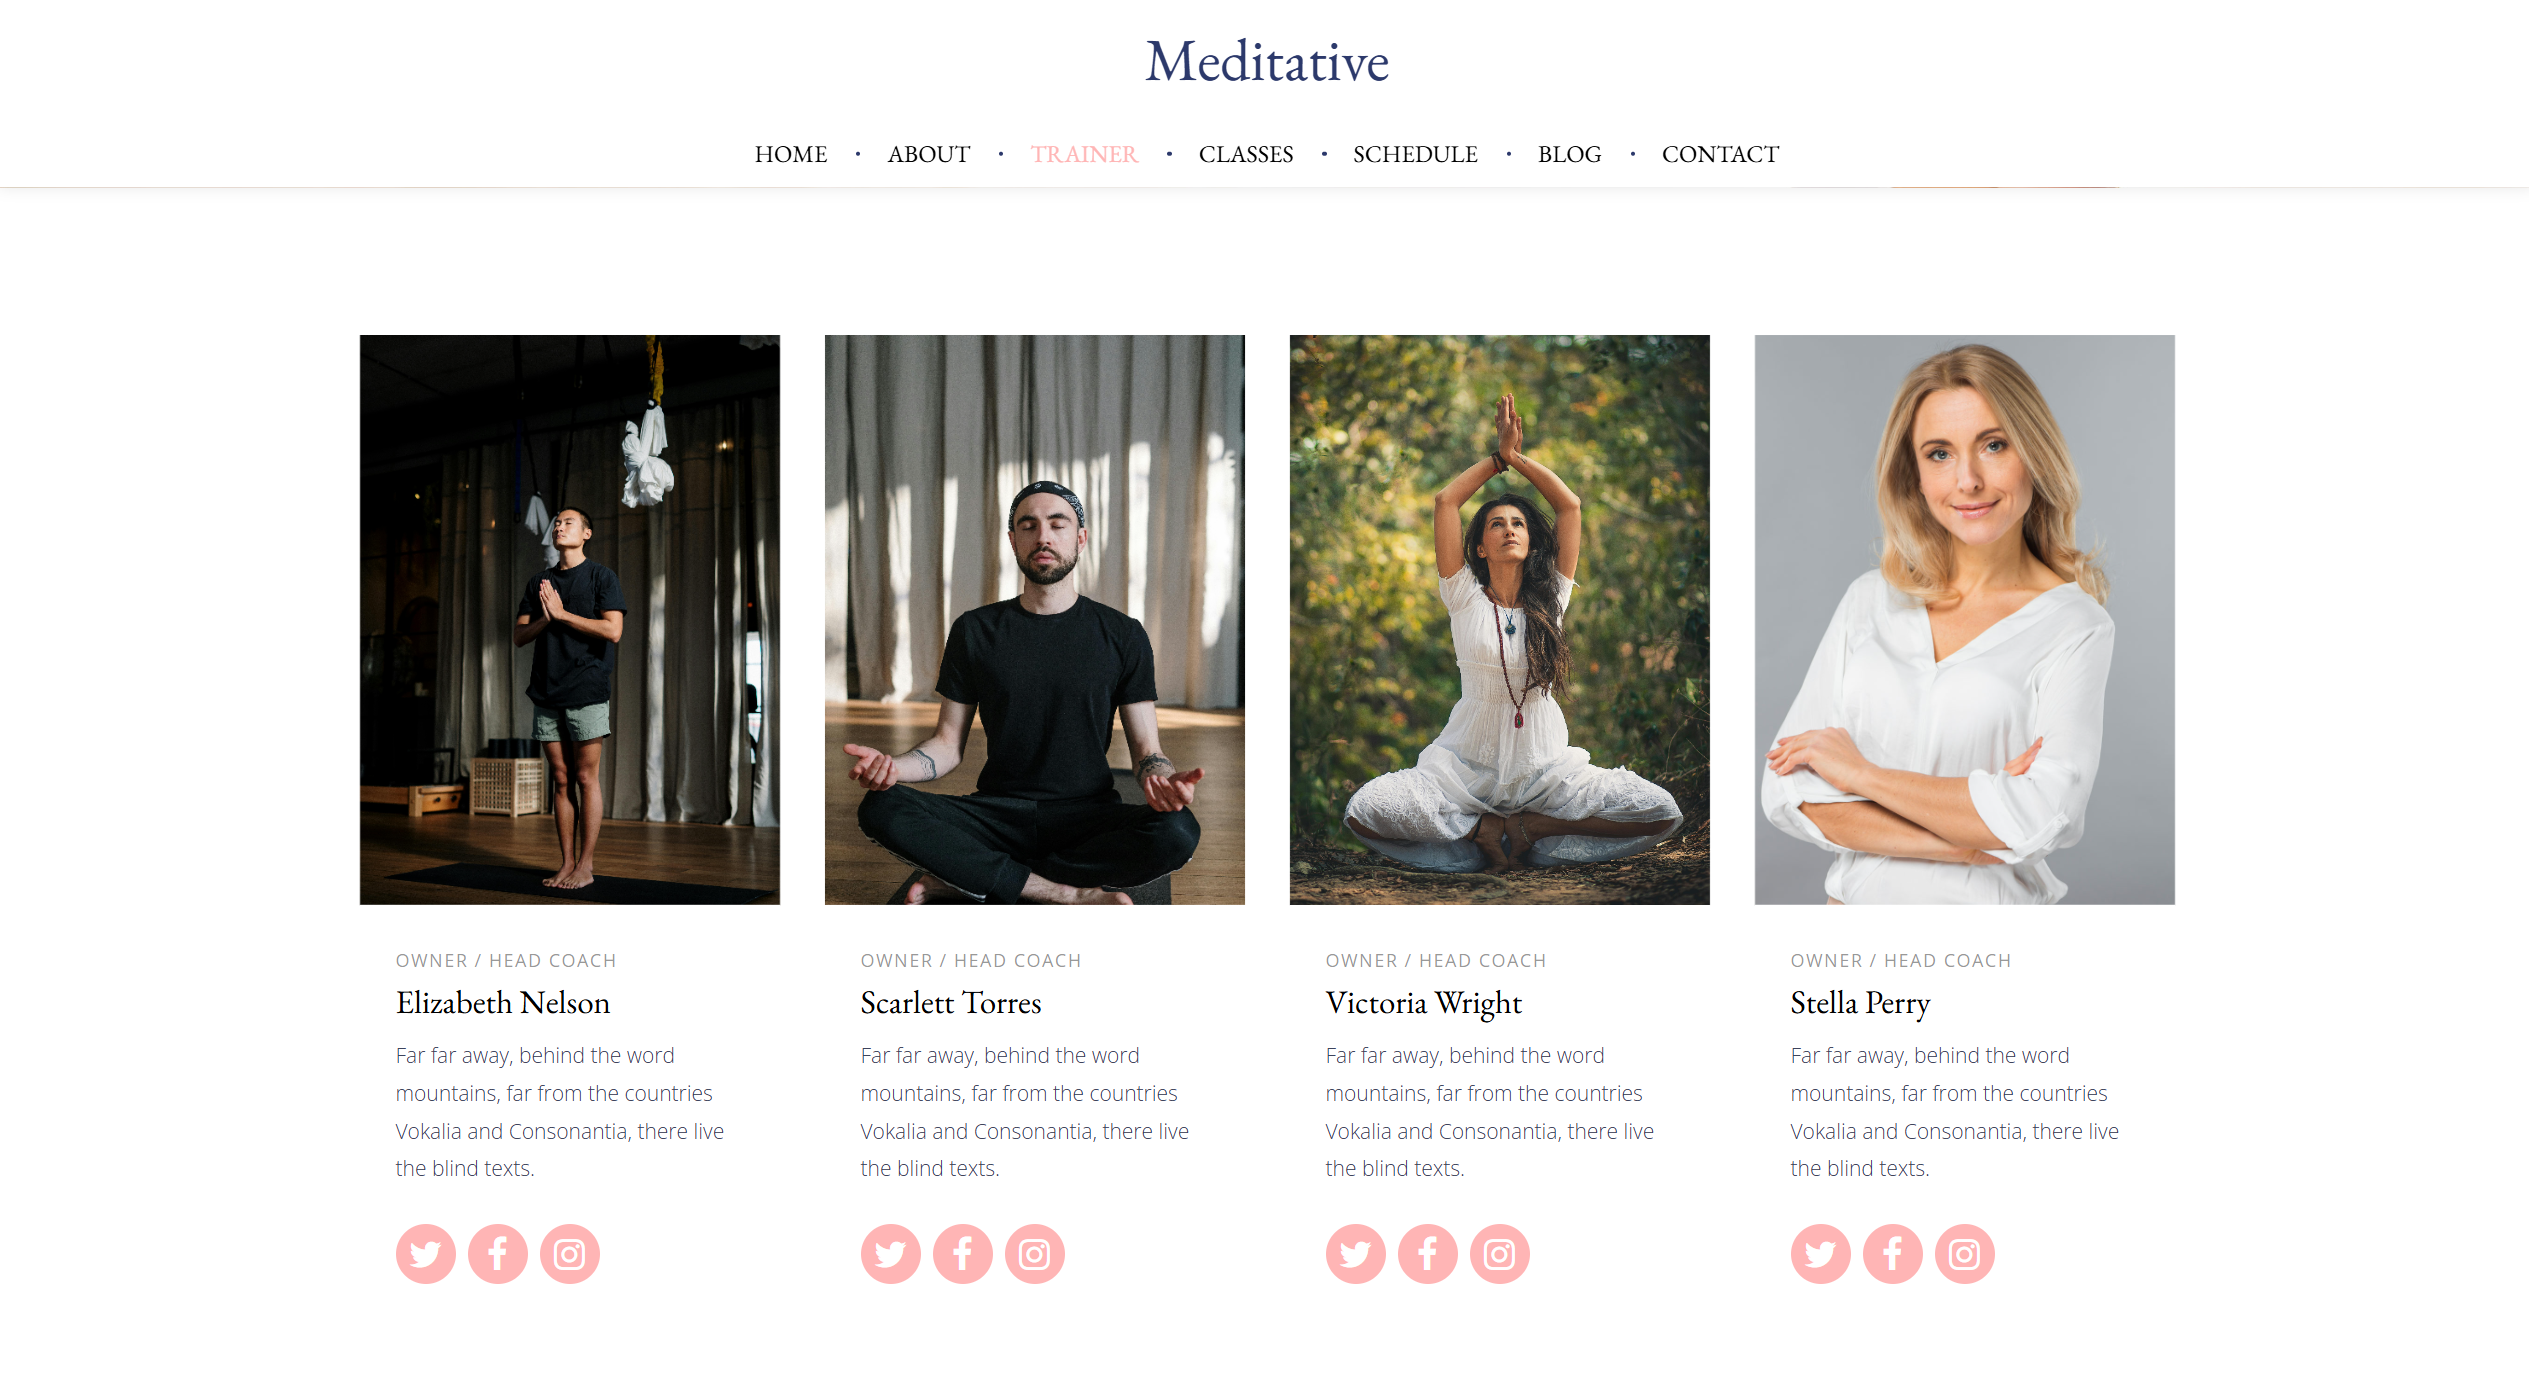 Meditative
HOME • ABOUT • TRAINER • CLASSES • SCHEDULE • BLOG • CONTACT
OWNER / HEAD COACH
Elizabeth Nelson
Far far away, behind the word
mountains, far from the countries
Vokalia and Consonantia, there live
the blind texts.
OWNER / HEAD COACH
Scarlett Torres
Far far away, behind the word
mountains, far from the countries
Vokalia and Consonantia, there live
the blind texts.
OWNER / HEAD COACH
Victoria Wright
Far far away, behind the word
mountains, far from the countries
Vokalia and Consonantia, there live
the blind texts.
OWNER / HEAD COACH
Stella Perry
Far far away, behind the word
mountains, far from the countries
Vokalia and Consonantia, there live
the blind texts.